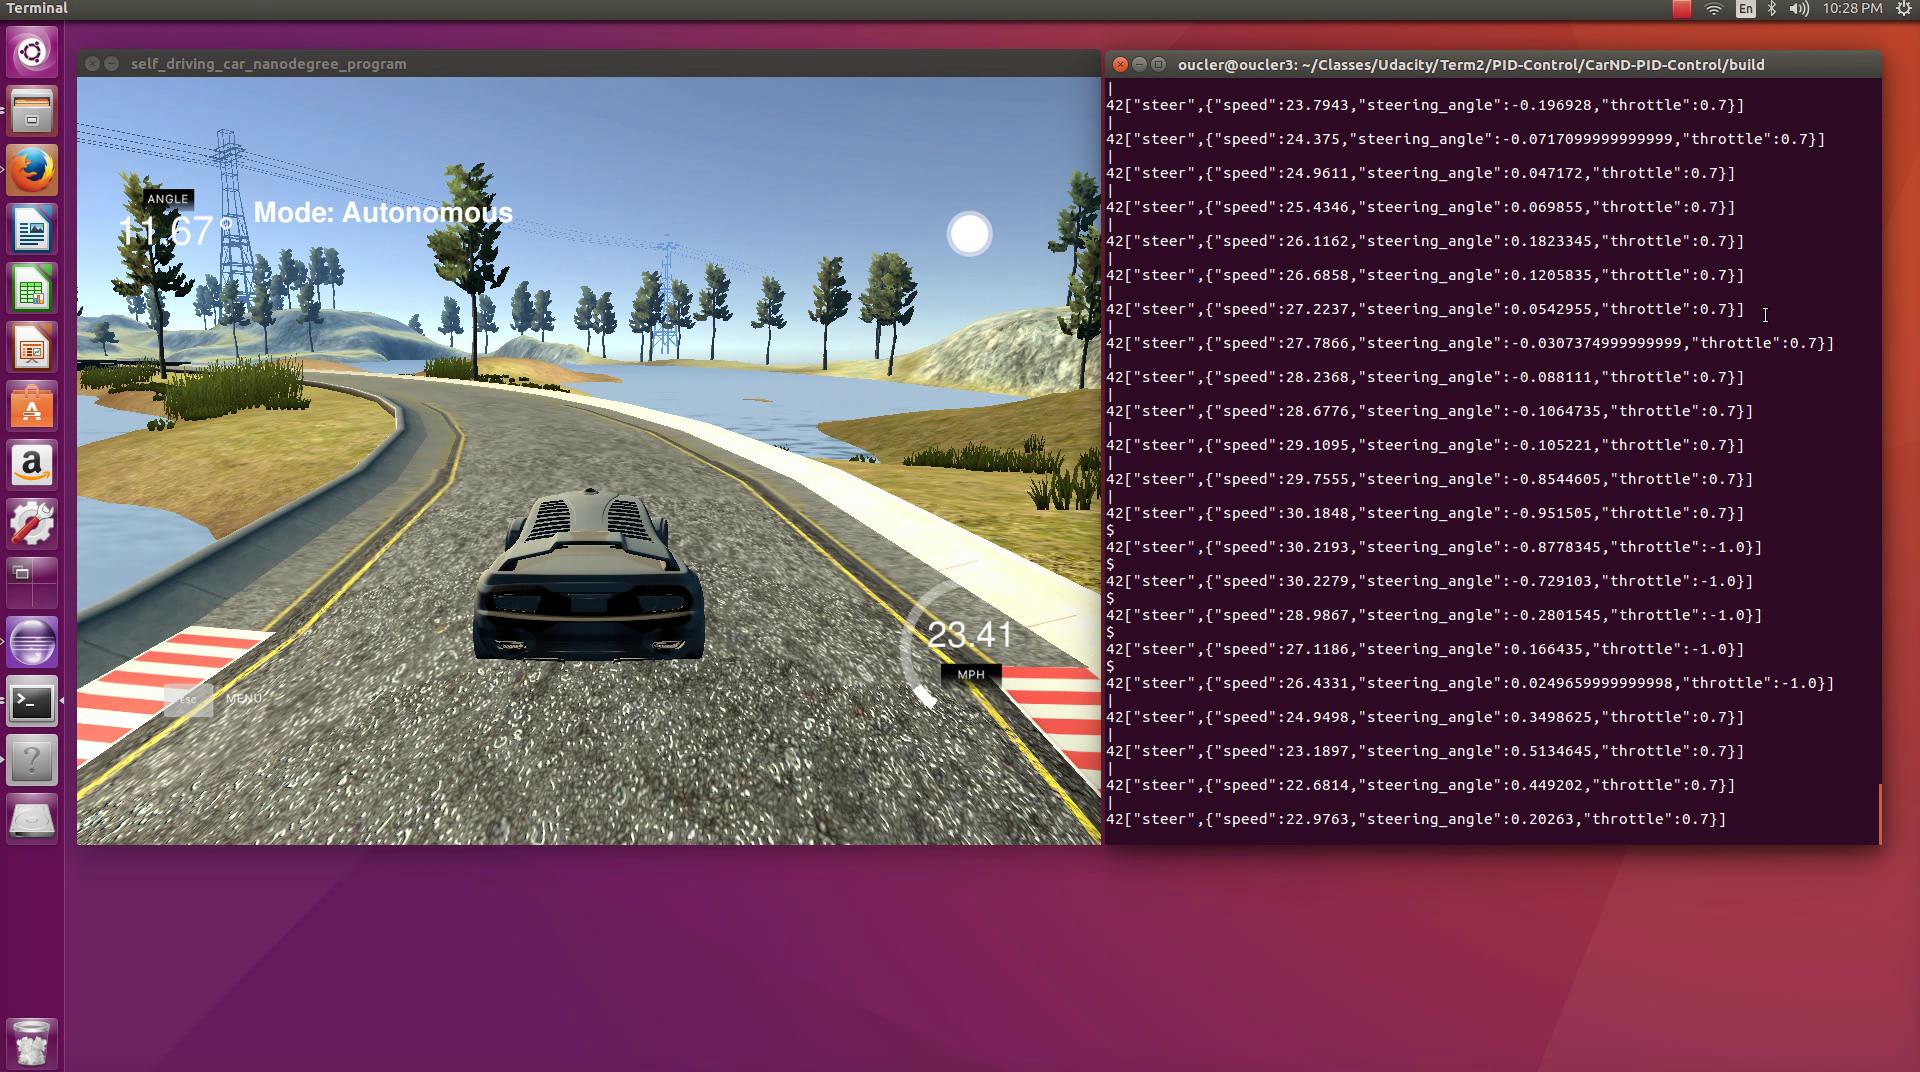 Terminal
En
10:28 PM
self_driving_car_nanodegree_program
ANGLE
11.67°
Mode: Autonomous
23.41
MPH
ESC
MENU
a
>_
?
oucler@oucler3: ~/Classes/Udacity/Term2/PID-Control/CarND-PID-Control/build
|
42["steer",{"speed":23.7943,"steering_angle":-0.196928,"throttle":0.7}]
|
42["steer",{"speed":24.375,"steering_angle":-0.0717099999999999,"throttle":0.7}]
|
42["steer",{"speed":24.9611,"steering_angle":0.047172,"throttle":0.7}]
|
42["steer",{"speed":25.4346,"steering_angle":0.069855,"throttle":0.7}]
|
42["steer",{"speed":26.1162,"steering_angle":0.1823345,"throttle":0.7}]
|
42["steer",{"speed":26.6858,"steering_angle":0.1205835,"throttle":0.7}]
|
42["steer",{"speed":27.2237,"steering_angle":0.0542955,"throttle":0.7}]
|
42["steer",{"speed":27.7866,"steering_angle":-0.0307374999999999,"throttle":0.7}]
|
42["steer",{"speed":28.2368,"steering_angle":-0.088111,"throttle":0.7}]
|
42["steer",{"speed":28.6776,"steering_angle":-0.1064735,"throttle":0.7}]
|
42["steer",{"speed":29.1095,"steering_angle":-0.105221,"throttle":0.7}]
|
42["steer",{"speed":29.7555,"steering_angle":-0.8544605,"throttle":0.7}]
|
42["steer",{"speed":30.1848,"steering_angle":-0.951505,"throttle":0.7}]
$
42["steer",{"speed":30.2193,"steering_angle":-0.8778345,"throttle":-1.0}]
$
42["steer",{"speed":30.2279,"steering_angle":-0.729103,"throttle":-1.0}]
$
42["steer",{"speed":28.9867,"steering_angle":-0.2801545,"throttle":-1.0}]
$
42["steer",{"speed":27.1186,"steering_angle":0.166435,"throttle":-1.0}]
$
42["steer",{"speed":26.4331,"steering_angle":0.0249659999999998,"throttle":-1.0}]
|
42["steer",{"speed":24.9498,"steering_angle":0.3498625,"throttle":0.7}]
|
42["steer",{"speed":23.1897,"steering_angle":0.5134645,"throttle":0.7}]
|
42["steer",{"speed":22.6814,"steering_angle":0.449202,"throttle":0.7}]
|
42["steer",{"speed":22.9763,"steering_angle":0.20263,"throttle":0.7}]